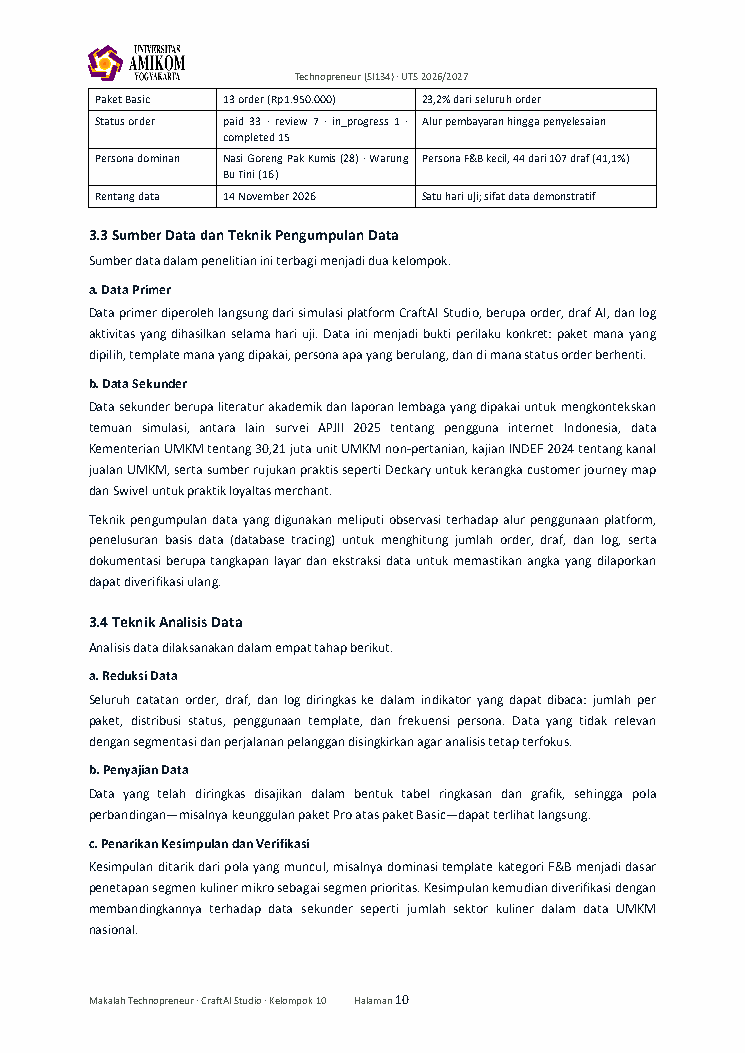 UNIVERSITAS
AMIKOM
YOGYAKARTA
Technopreneur (SI134) · UTS 2026/2027
Paket Basic 13 order (Rp1.950.000) 23,2% dari seluruh order
Status order paid 33 · review 7 · in_progress 1 · Alur pembayaran hingga penyelesaian
completed 15
Persona dominan Nasi Goreng Pak Kumis (28) · Warung Persona F&B kecil, 44 dari 107 draf (41,1%)
Bu Tini (16)
Rentang data 14 November 2026 Satu hari uji; sifat data demonstratif
3.3 Sumber Data dan Teknik Pengumpulan Data
Sumber data dalam penelitian ini terbagi menjadi dua kelompok.
a. Data Primer
Data primer diperoleh langsung dari simulasi platform CraftAI Studio, berupa order, draf AI, dan log
aktivitas yang dihasilkan selama hari uji. Data ini menjadi bukti perilaku konkret: paket mana yang
dipilih, template mana yang dipakai, persona apa yang berulang, dan di mana status order berhenti.
b. Data Sekunder
Data sekunder berupa literatur akademik dan laporan lembaga yang dipakai untuk mengkontekskan
temuan simulasi, antara lain survei APJII 2025 tentang pengguna internet Indonesia, data
Kementerian UMKM tentang 30,21 juta unit UMKM non-pertanian, kajian INDEF 2024 tentang kanal
jualan UMKM, serta sumber rujukan praktis seperti Deckary untuk kerangka customer journey map
dan Swivel untuk praktik loyaltas merchant.
Teknik pengumpulan data yang digunakan meliputi observasi terhadap alur penggunaan platform,
penelusuran basis data (database tracing) untuk menghitung jumlah order, draf, dan log, serta
dokumentasi berupa tangkapan layar dan ekstraksi data untuk memastikan angka yang dilaporkan
dapat diverifikasi ulang.
3.4 Teknik Analisis Data
Analisis data dilaksanakan dalam empat tahap berikut.
a. Reduksi Data
Seluruh catatan order, draf, dan log diringkas ke dalam indikator yang dapat dibaca: jumlah per
paket, distribusi status, penggunaan template, dan frekuensi persona. Data yang tidak relevan
dengan segmentasi dan perjalanan pelanggan disingkirkan agar analisis tetap terfokus.
b. Penyajian Data
Data yang telah diringkas disajikan dalam bentuk tabel ringkasan dan grafik, sehingga pola
perbandingan—misalnya keunggulan paket Pro atas paket Basic—dapat terlihat langsung.
c. Penarikan Kesimpulan dan Verifikasi
Kesimpulan ditarik dari pola yang muncul, misalnya dominasi template kategori F&B menjadi dasar
penetapan segmen kuliner mikro sebagai segmen prioritas. Kesimpulan kemudian diverifikasi dengan
membandingkannya terhadap data sekunder seperti jumlah sektor kuliner dalam data UMKM
nasional.
Makalah Technopreneur · CraftAI Studio · Kelompok 10 Halaman 10